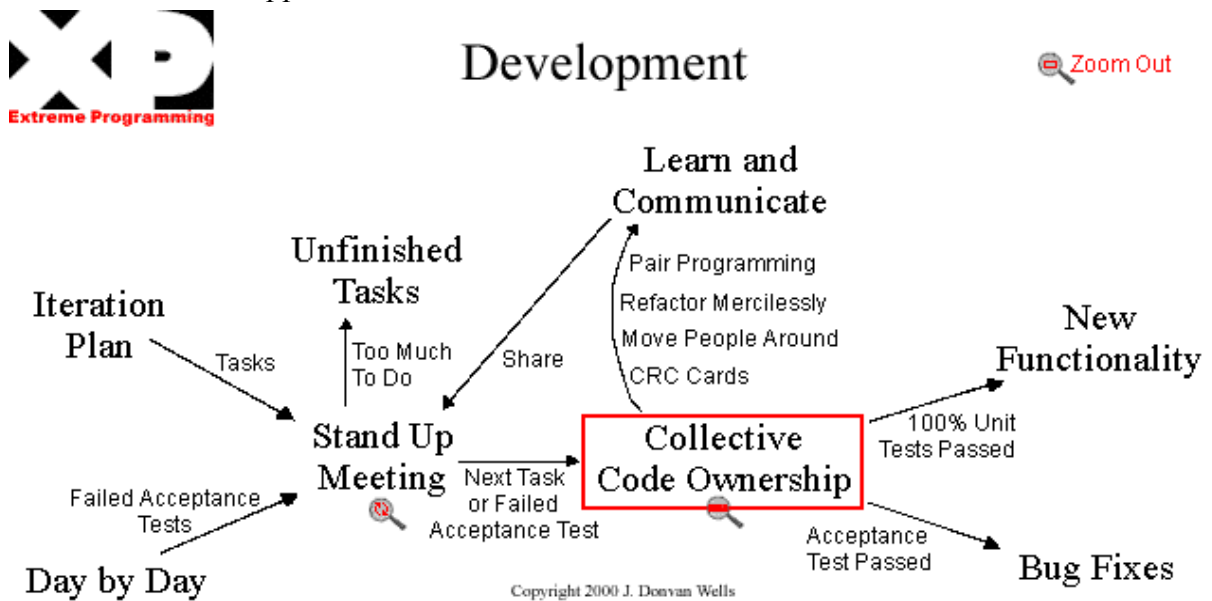 XP
Extreme Programming
Development
Zoom Out
Learn and
Communicate
Unfinished
Tasks
Pair Programming
Refactor Mercilessly
Move People Around
CRC Cards
Iteration
Plan
Tasks
Too Much
To Do
Share
New
Functionality
Stand Up
Meeting
Collective
Code Ownership
100% Unit
Tests Passed
Next Task
or Failed
Acceptance Test
Failed Acceptance
Tests
Acceptance
Test Passed
Day by Day
Bug Fixes
Copyright 2000 J. Donvan Wells